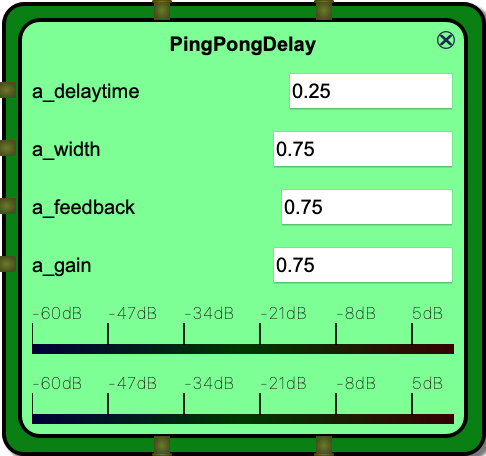 PingPongDelay
a_delaytime 0.25
a_width 0.75
a_feedback 0.75
a_gain 0.75
-60dB -47dB -34dB -21dB -8dB 5dB
-60dB -47dB -34dB -21dB -8dB 5dB